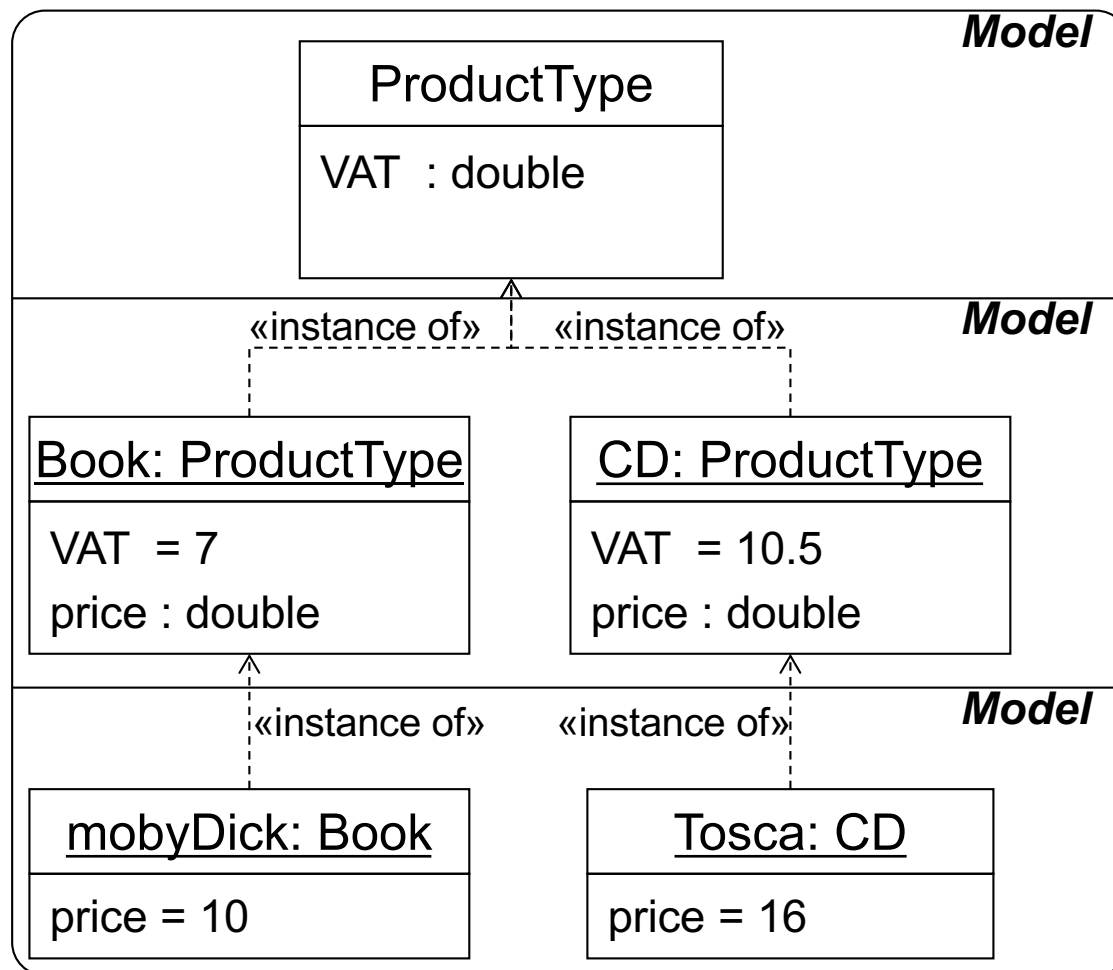 Model
ProductType
VAT : double
Model
«instance of» «instance of»
Book: ProductType
CD: ProductType
VAT = 7
price : double
VAT = 10.5
price : double
Model
«instance of» «instance of»
mobyDick: Book
Tosca: CD
price = 10
price = 16